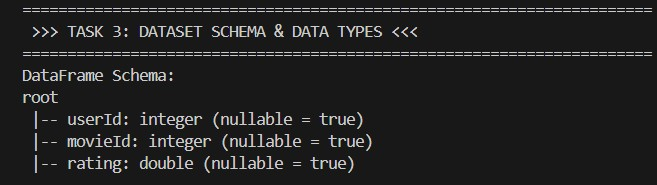 ======================================================================
>>> TASK 3: DATASET SCHEMA & DATA TYPES <<<
======================================================================
DataFrame Schema:
root
 |-- userId: integer (nullable = true)
 |-- movieId: integer (nullable = true)
 |-- rating: double (nullable = true)